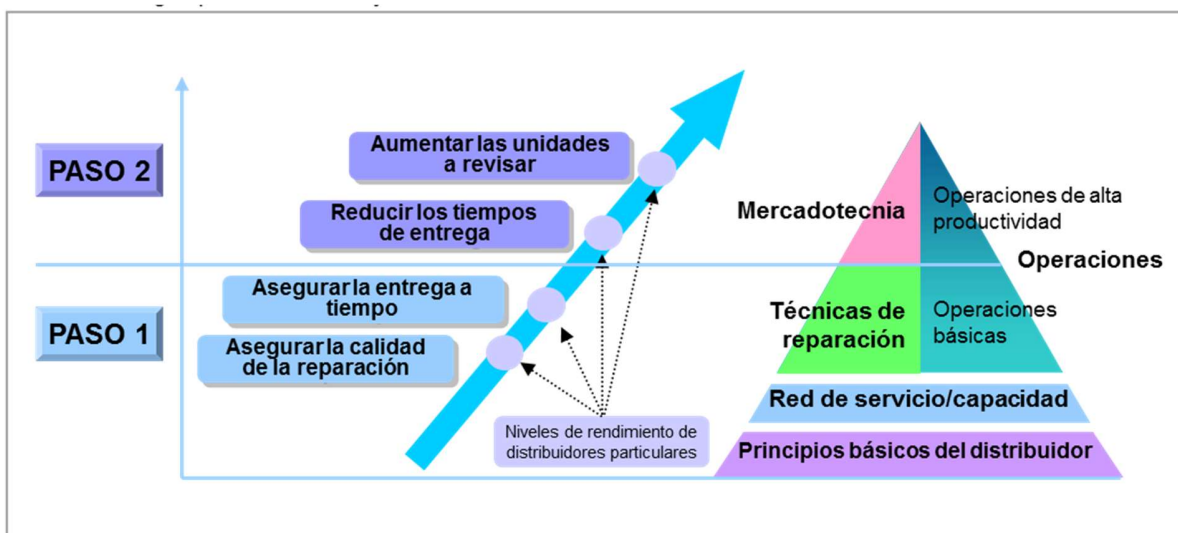 PASO 2
Aumentar las unidades
a revisar
Reducir los tiempos
de entrega
PASO 1
Asegurar la entrega a
tiempo
Asegurar la calidad
de la reparación
Niveles de rendimiento de
distribuidores particulares
Mercadotecnia
Operaciones de alta
productividad
Operaciones
Técnicas de
reparación
Operaciones
básicas
Red de servicio/capacidad
Principios básicos del distribuidor